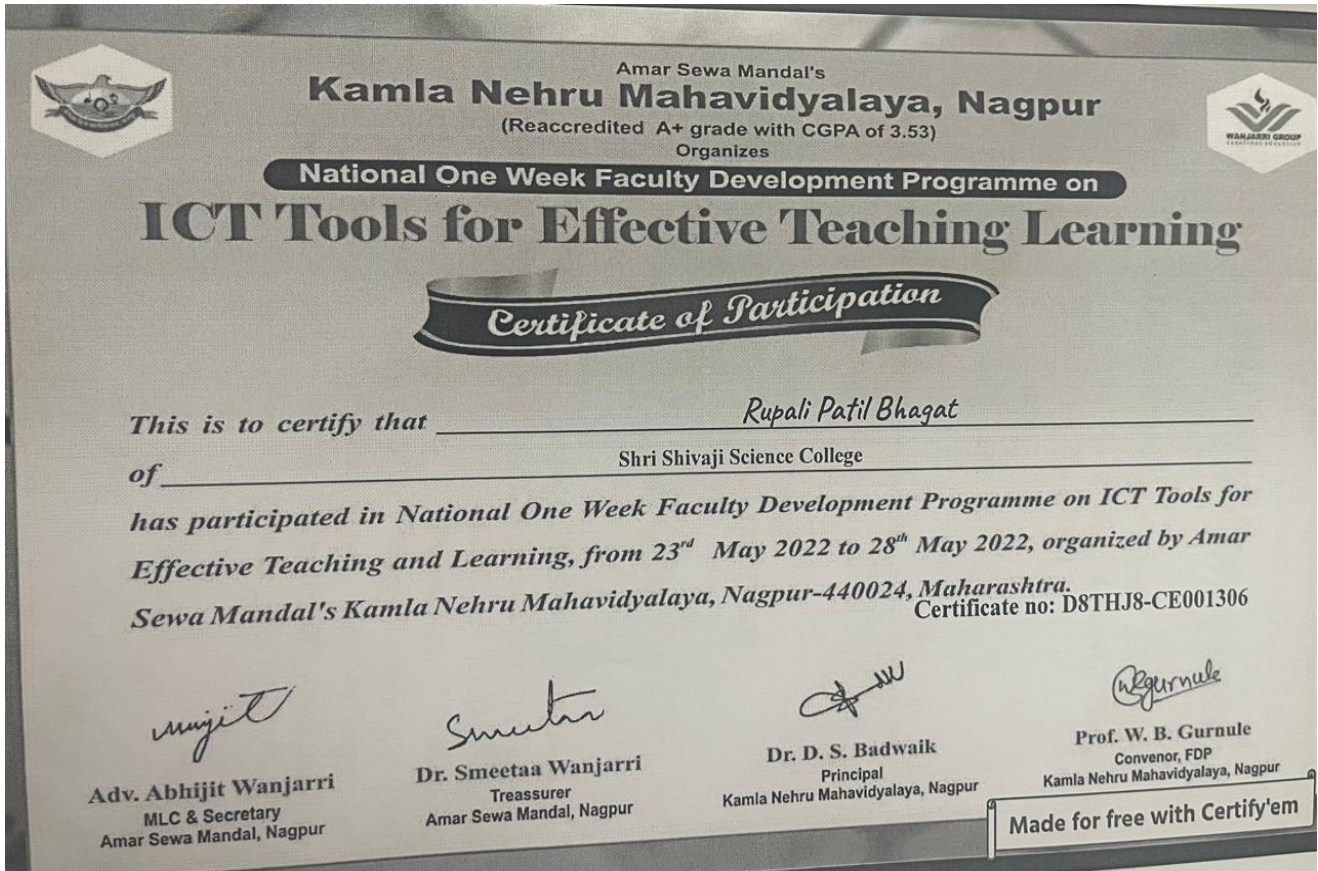 Amar Sewa Mandal's
Kamla Nehru Mahavidyalaya, Nagpur
(Reaccredited A+ grade with CGPA of 3.53)
Organizes
WANJARRI GROUP
National One Week Faculty Development Programme on
ICT Tools for Effective Teaching Learning
Certificate of Participation
This is to certify that Rupali Patil Bhagat
of Shri Shivaji Science College
has participated in National One Week Faculty Development Programme on ICT Tools for
Effective Teaching and Learning, from 23rd May 2022 to 28th May 2022, organized by Amar
Sewa Mandal's Kamla Nehru Mahavidyalaya, Nagpur-440024, Maharashtra.
Certificate no: D8THJ8-CE001306
Adv. Abhijit Wanjarri
MLC & Secretary
Amar Sewa Mandal, Nagpur
Dr. Smeetaa Wanjarri
Treassurer
Amar Sewa Mandal, Nagpur
Dr. D. S. Badwaik
Principal
Kamla Nehru Mahavidyalaya, Nagpur
Prof. W. B. Gurnule
Convenor, FDP
Kamla Nehru Mahavidyalaya, Nagpur
Made for free with Certify'em